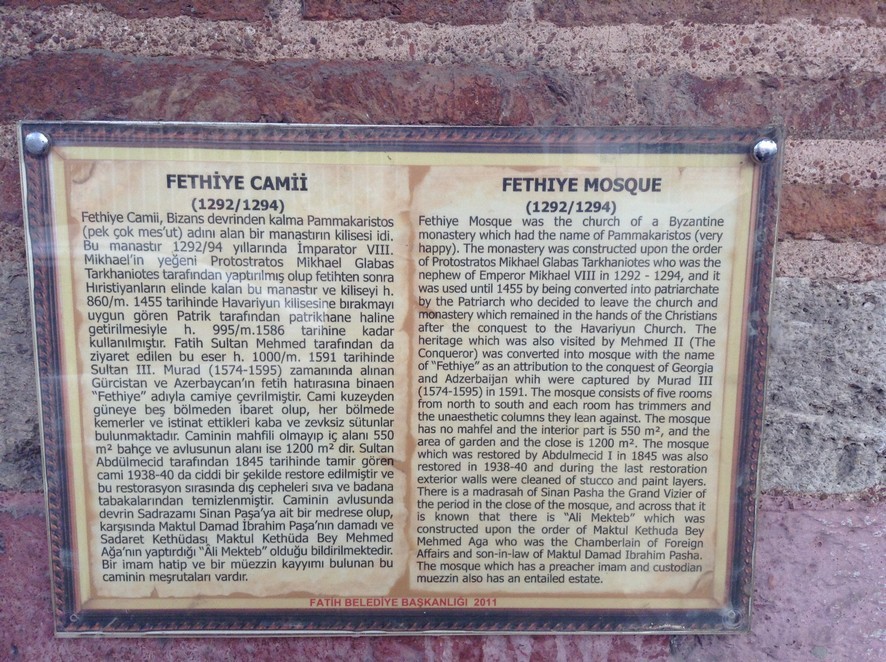 FETHİYE CAMİİ
(1292/1294)
Fethiye Camii, Bizans devrinden kalma Pammakaristos
(pek çok mes'ut) adını alan bir manastırın kilisesi idi.
Bu manastır 1292/94 yıllarında İmparator VIII.
Mikhael'in yeğeni Protostratos Mikhael Glabas
Tarkhaniotes tarafından yaptırılmış olup fetihten sonra
Hıristiyanların elinde kalan bu manastır ve kiliseyi h.
860/m. 1455 tarihinde Havariyun kilisesine bırakmayı
uygun gören Patrik tarafından patrikhane haline
getirilmesiyle h. 995/m.1586 tarihine kadar
kullanılmıştır. Fatih Sultan Mehmed tarafından da
ziyaret edilen bu eser h. 1000/m. 1591 tarihinde
Sultan III. Murad (1574-1595) zamanında alınan
Gürcistan ve Azerbaycan'ın fetih hatırasına binaen
"Fethiye" adıyla camiye çevrilmiştir. Cami kuzeyden
güneye beş bölmeden ibaret olup, her bölmede
kemerler ve istinat ettikleri kaba ve zevksiz sütunlar
bulunmaktadır. Caminin mahfili olmayıp iç alanı 550
m² bahçe ve avlusunun alanı ise 1200 m² dir. Sultan
Abdülmecid tarafından 1845 tarihinde tamir gören
cami 1938-40 da ciddi bir şekilde restore edilmiştir ve
bu restorasyon sırasında dış cepheleri sıva ve badana
tabakalarından temizlenmiştir. Caminin avlusunda
devrin Sadrazamı Sinan Paşa'ya ait bir medrese olup,
karşısında Maktul Damad İbrahim Paşa'nın damadı ve
Sadaret Kethüdası Maktul Kethüda Bey Mehmed
Ağa'nın yaptırdığı "Âli Mekteb" olduğu bildirilmektedir.
Bir imam hatip ve bir müezzin kayyımı bulunan bu
caminin meşrutaları vardır.
FETHIYE MOSQUE
(1292/1294)
Fethiye Mosque was the church of a Byzantine
monastery which had the name of Pammakaristos (very
happy). The monastery was constructed upon the order
of Protostratos Mikhael Glabas Tarkhaniotes who was the
nephew of Emperor Mikhael VIII in 1292 - 1294, and it
was used until 1455 by being converted into patriarchate
by the Patriarch who decided to leave the church and
monastery which remained in the hands of the Christians
after the conquest to the Havariyun Church. The
heritage which was also visited by Mehmed II (The
Conqueror) was converted into mosque with the name
of "Fethiye" as an attribution to the conquest of Georgia
and Adzerbaijan whih were captured by Murad III
(1574-1595) in 1591. The mosque consists of five rooms
from north to south and each room has trimmers and
the unaesthetic columns they lean against. The mosque
has no mahfel and the interior part is 550 m², and the
area of garden and the close is 1200 m². The mosque
which was restored by Abdulmecid I in 1845 was also
restored in 1938-40 and during the last restoration
exterior walls were cleaned of stucco and paint layers.
There is a madrasah of Sinan Pasha the Grand Vizier of
the period in the close of the mosque, and across that it
is known that there is "Ali Mekteb" which was
constructed upon the order of Maktul Kethuda Bey
Mehmed Aga who was the Chamberlain of Foreign
Affairs and son-in-law of Maktul Damad Ibrahim Pasha.
The mosque which has a preacher imam and custodian
muezzin also has an entailed estate.
FATİH BELEDİYE BAŞKANLIĞI 2011